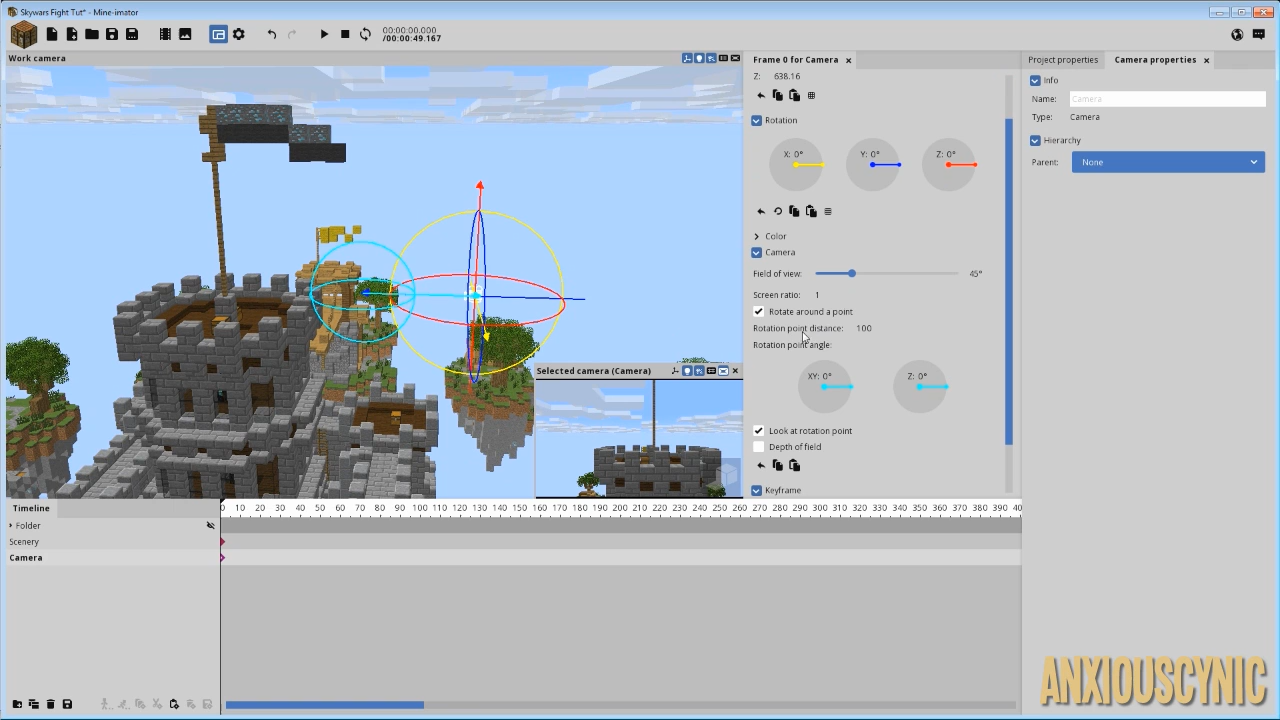 Skywars Fight Tut* - Mine-imator
00:00:00.000
/00:00:49.167
Work camera
Frame 0 for Camera
Project properties
Camera properties
Z: 638.16
Info
Name: Camera
Type: Camera
Rotation
Hierarchy
X: 0° Y: 0° Z: 0°
Parent: None
Color
Camera
Field of view: 45°
Screen ratio: 1
Rotate around a point
Rotation point distance: 100
Rotation point angle:
Selected camera (Camera)
XY: 0° Z: 0°
Look at rotation point
Depth of field
Keyframe
Timeline
0 10 20 30 40 50 60 70 80 90 100 110 120 130 140 150 160 170 180 190 200 210 220 230 240 250 260 270 280 290 300 310 320 330 340 350 360 370 380 390 40
Folder
Scenery
Camera
ANXIOUSCYNIC